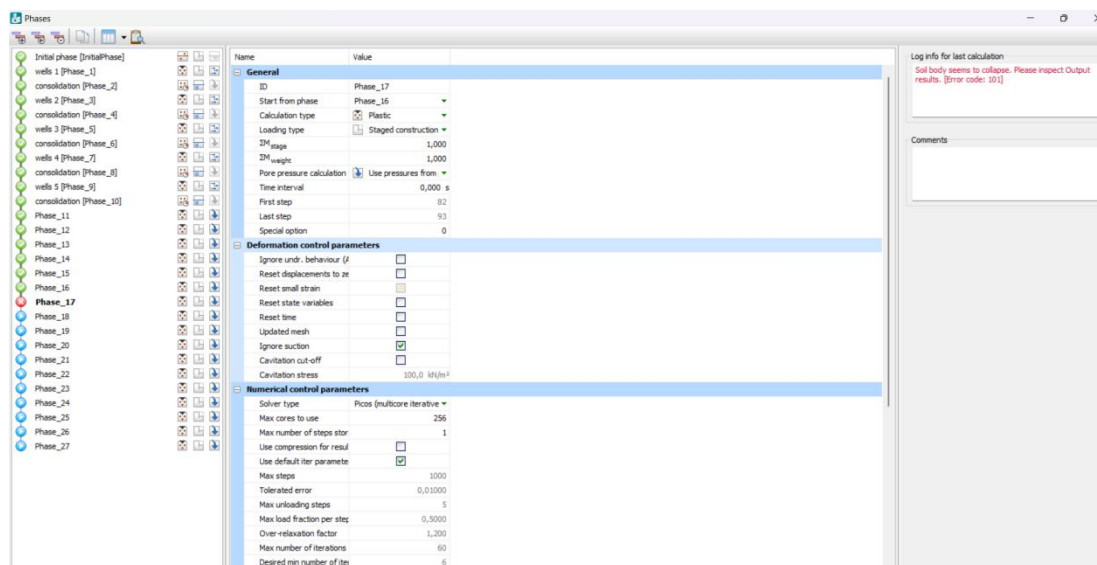 Phases
Initial phase [InitialPhase]
wells 1 [Phase_1]
consolidation [Phase_2]
wells 2 [Phase_3]
consolidation [Phase_4]
wells 3 [Phase_5]
consolidation [Phase_6]
wells 4 [Phase_7]
consolidation [Phase_8]
wells 5 [Phase_9]
consolidation [Phase_10]
Phase_11
Phase_12
Phase_13
Phase_14
Phase_15
Phase_16
Phase_17
Phase_18
Phase_19
Phase_20
Phase_21
Phase_22
Phase_23
Phase_24
Phase_25
Phase_26
Phase_27
Name Value
General
ID Phase_17
Start from phase Phase_16
Calculation type Plastic
Loading type Staged construction
ΣM stage 1,000
ΣM weight 1,000
Pore pressure calculation Use pressures from
Time interval 0,000 s
First step 82
Last step 93
Special option 0
Deformation control parameters
Ignore undr. behaviour (A
Reset displacements to ze
Reset small strain
Reset state variables
Reset time
Updated mesh
Ignore suction
Cavitation cut-off
Cavitation stress 100,0 kN/m²
Numerical control parameters
Solver type Picos (multicore iterative
Max cores to use 256
Max number of steps stor 1
Use compression for resul
Use default iter paramete
Max steps 1000
Tolerated error 0,01000
Max unloading steps 5
Max load fraction per step 0,5000
Over-relaxation factor 1,200
Max number of iterations 60
Desired min number of ite 6
Log info for last calculation
Soil body seems to collapse. Please inspect Output
results. [Error code: 101]
Comments